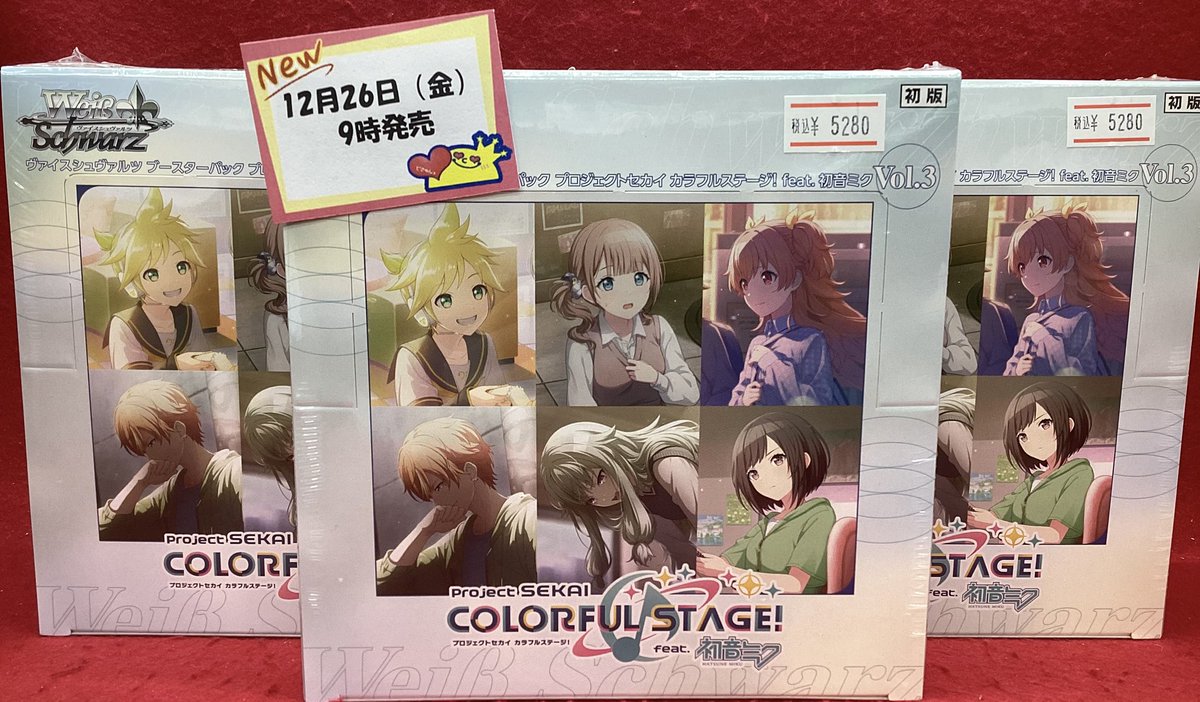 New
12月26日（金）
9時発売
Weiß
Schwarz
ヴァイスシュヴァルツ
ヴァイスシュヴァルツ ブースターパック プ
初版
税込¥ 5280
パック プロジェクトセカイ カラフルステージ! feat. 初音ミク Vol.3
初版
税込¥ 5280
カラフルステージ! feat. 初音ミク Vol.3
Project SEKAI
COLORF
プロジェクトセカイ カラフルステージ!
Weiß S
Project SEKAI
COLORFUL STAGE!
プロジェクトセカイ カラフルステージ!
feat. 初音ミク
HATSUNE MIKU
Weiß Schwarz
STAGE!
feat. 初音ミク
HATSUNE MIKU
warz